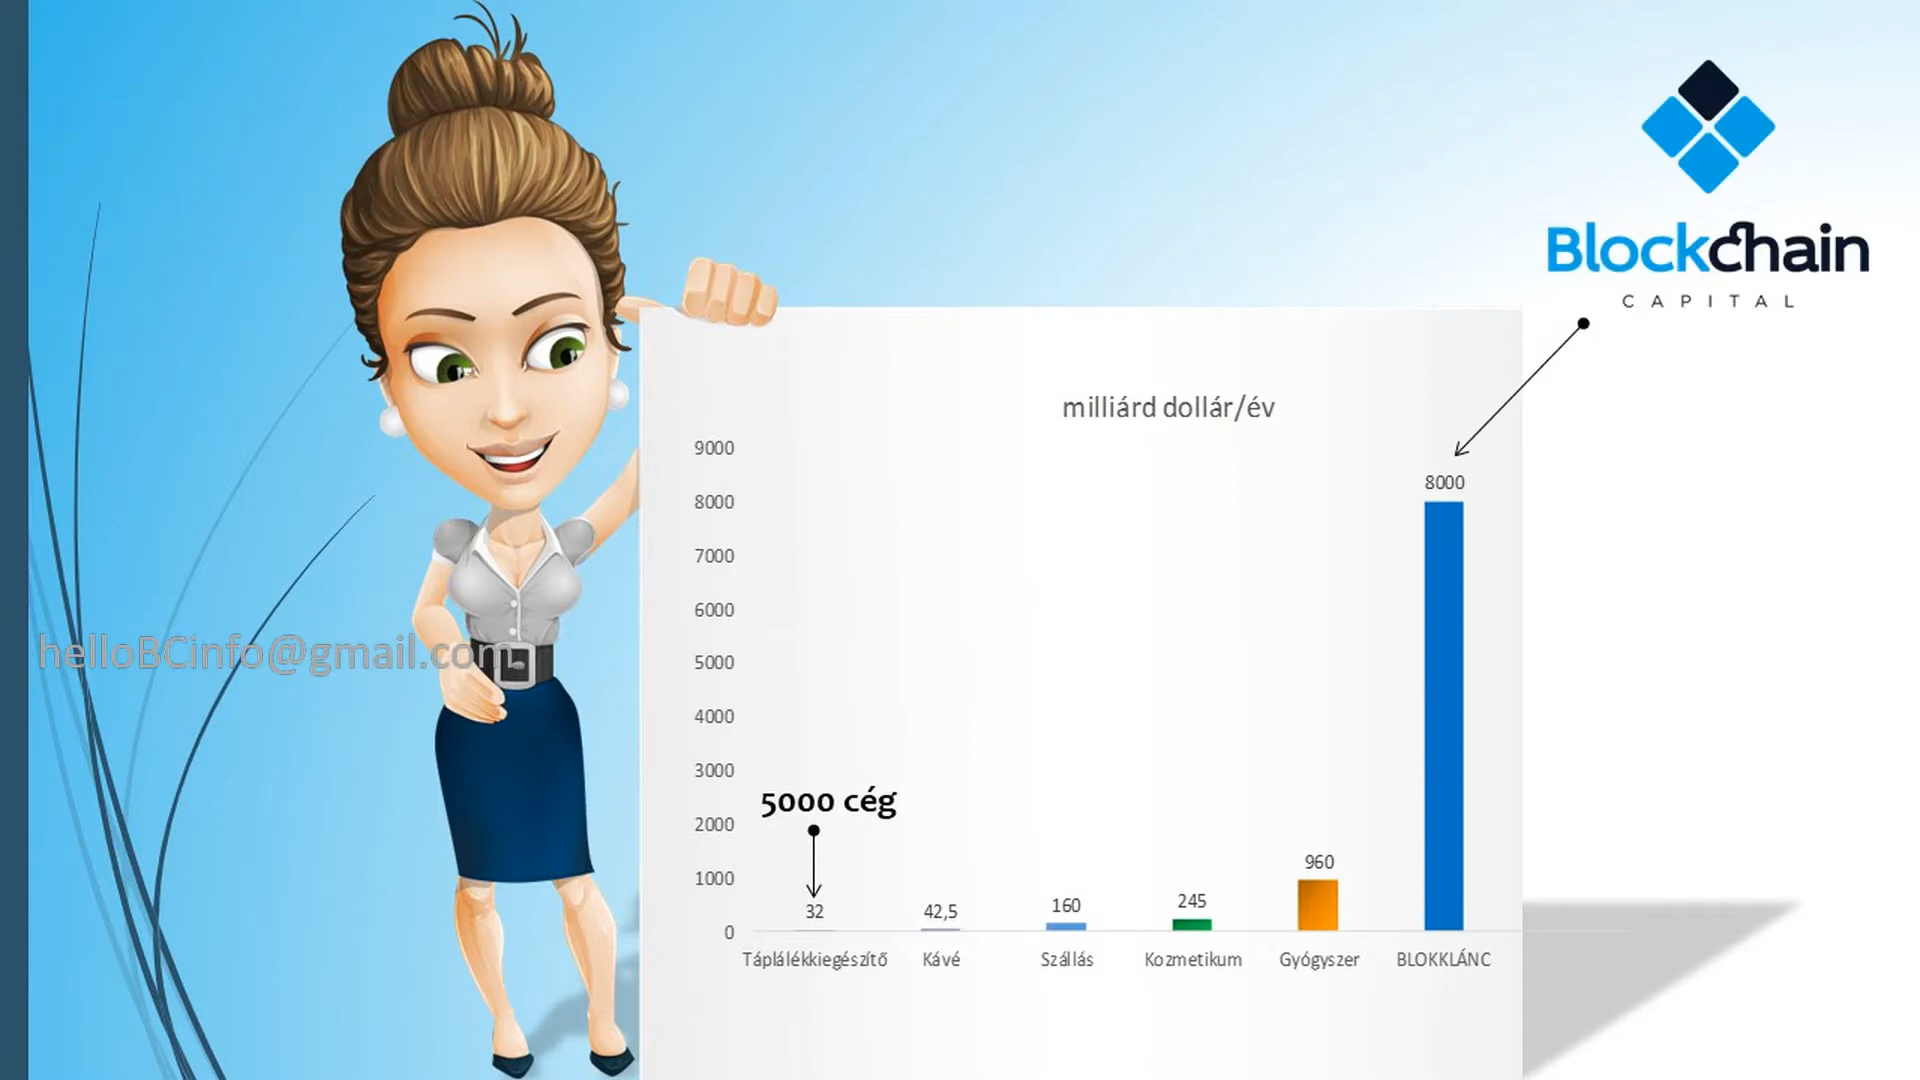 Blockchain
CAPITAL
milliárd dollár/év
9000
8000
7000
6000
5000
4000
3000
2000
1000
0
5000 cég
32
42,5
160
245
960
8000
Táplálékkiegészítő
Kávé
Szállás
Kozmetikum
Gyógyszer
BLOKKLÁNC
helloBCinfo@gmail.com